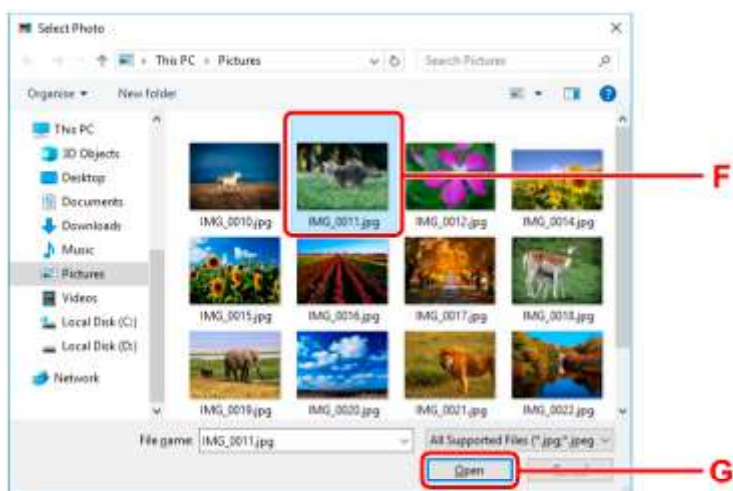 Select Photo
This PC › Pictures
Search Pictures
Organise
New folder
This PC
3D Objects
Desktop
Documents
Downloads
Music
Pictures
Videos
Local Disk (C:)
Local Disk (D:)
Network
IMG_0010.jpg IMG_0011.jpg IMG_0012.jpg IMG_0014.jpg
IMG_0015.jpg IMG_0016.jpg IMG_0017.jpg IMG_0018.jpg
IMG_0019.jpg IMG_0020.jpg IMG_0021.jpg IMG_0022.jpg
File game: IMG_0011.jpg
All Supported Files (*.jpg;*.jpeg
Open
F
G